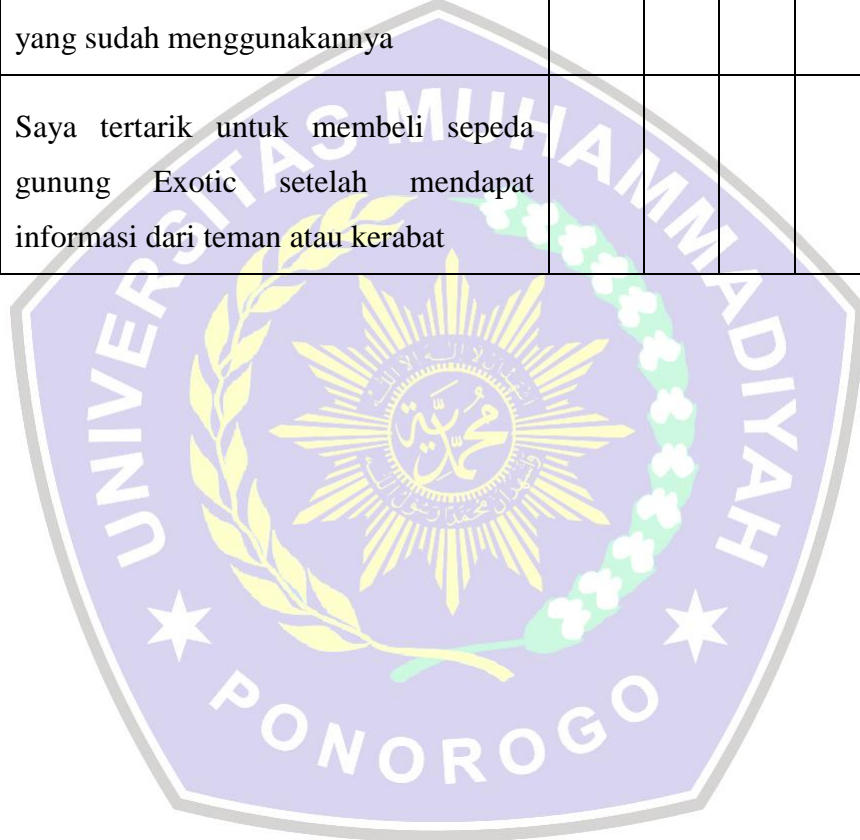 yang sudah menggunakannya
Saya tertarik untuk membeli sepeda
gunung Exotic setelah mendapat
informasi dari teman atau kerabat
UNIVERSITAS MUHAMMADIYAH
PONOROGO